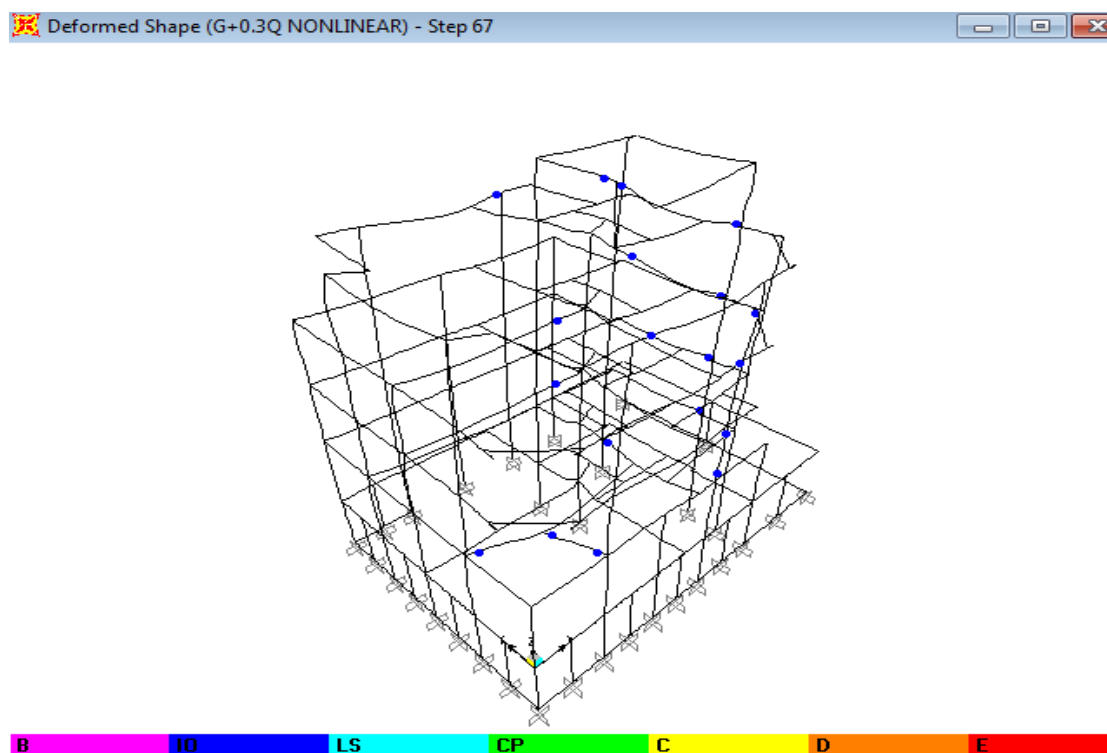 Deformed Shape (G+0.3Q NONLINEAR) - Step 67
B IO LS CP C D E